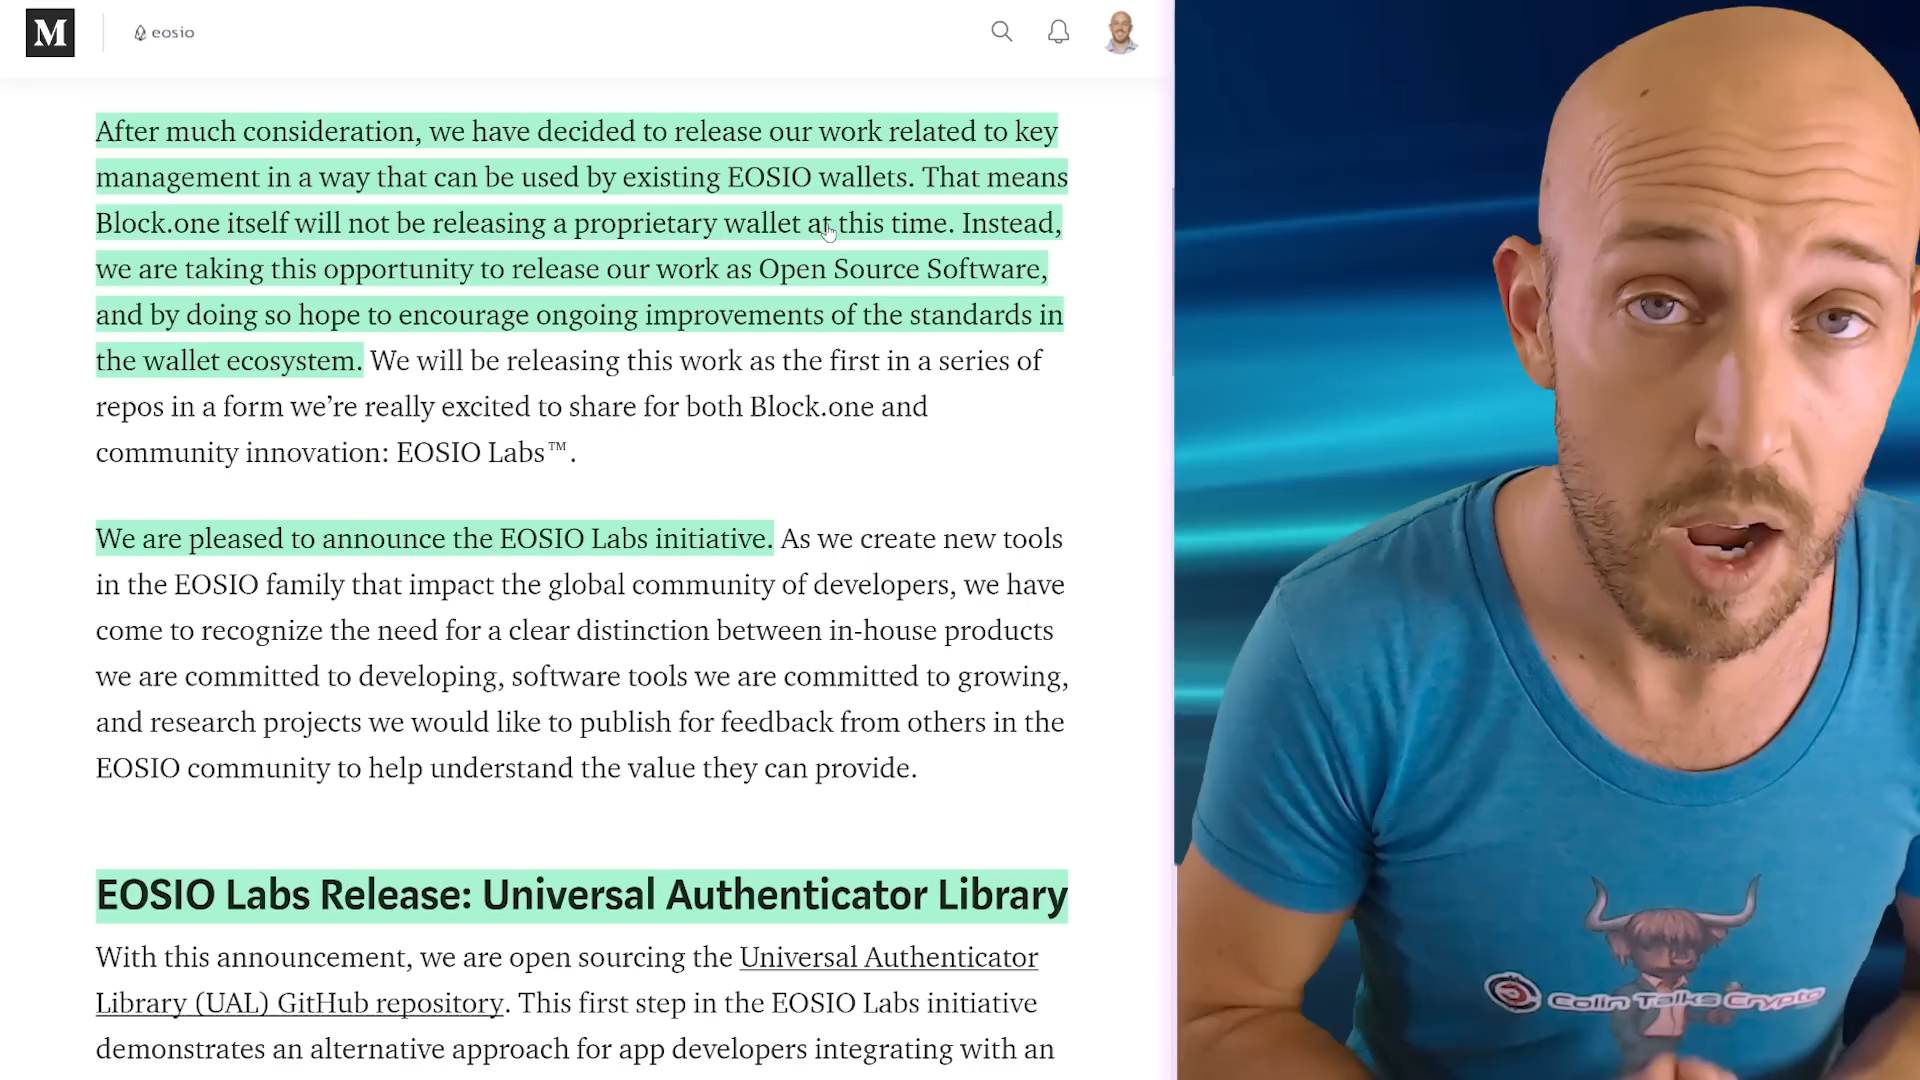 M
eosio
After much consideration, we have decided to release our work related to key
management in a way that can be used by existing EOSIO wallets. That means
Block.one itself will not be releasing a proprietary wallet at this time. Instead,
we are taking this opportunity to release our work as Open Source Software,
and by doing so hope to encourage ongoing improvements of the standards in
the wallet ecosystem. We will be releasing this work as the first in a series of
repos in a form we’re really excited to share for both Block.one and
community innovation: EOSIO Labs™.
We are pleased to announce the EOSIO Labs initiative. As we create new tools
in the EOSIO family that impact the global community of developers, we have
come to recognize the need for a clear distinction between in-house products
we are committed to developing, software tools we are committed to growing,
and research projects we would like to publish for feedback from others in the
EOSIO community to help understand the value they can provide.
EOSIO Labs Release: Universal Authenticator Library
With this announcement, we are open sourcing the Universal Authenticator
Library (UAL) GitHub repository. This first step in the EOSIO Labs initiative
demonstrates an alternative approach for app developers integrating with an
Colin Talks Crypto